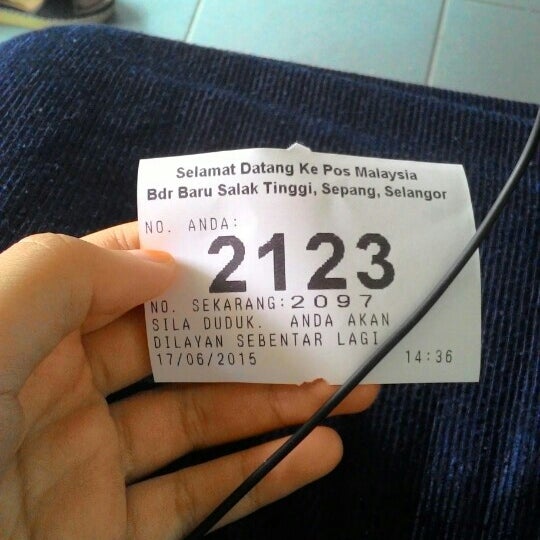 Selamat Datang Ke Pos Malaysia
Bdr Baru Salak Tinggi, Sepang, Selangor
NO. ANDA:
2123
NO. SEKARANG:2097
SILA DUDUK. ANDA AKAN
DILAYAN SEBENTAR LAGI
17/06/2015 14:36